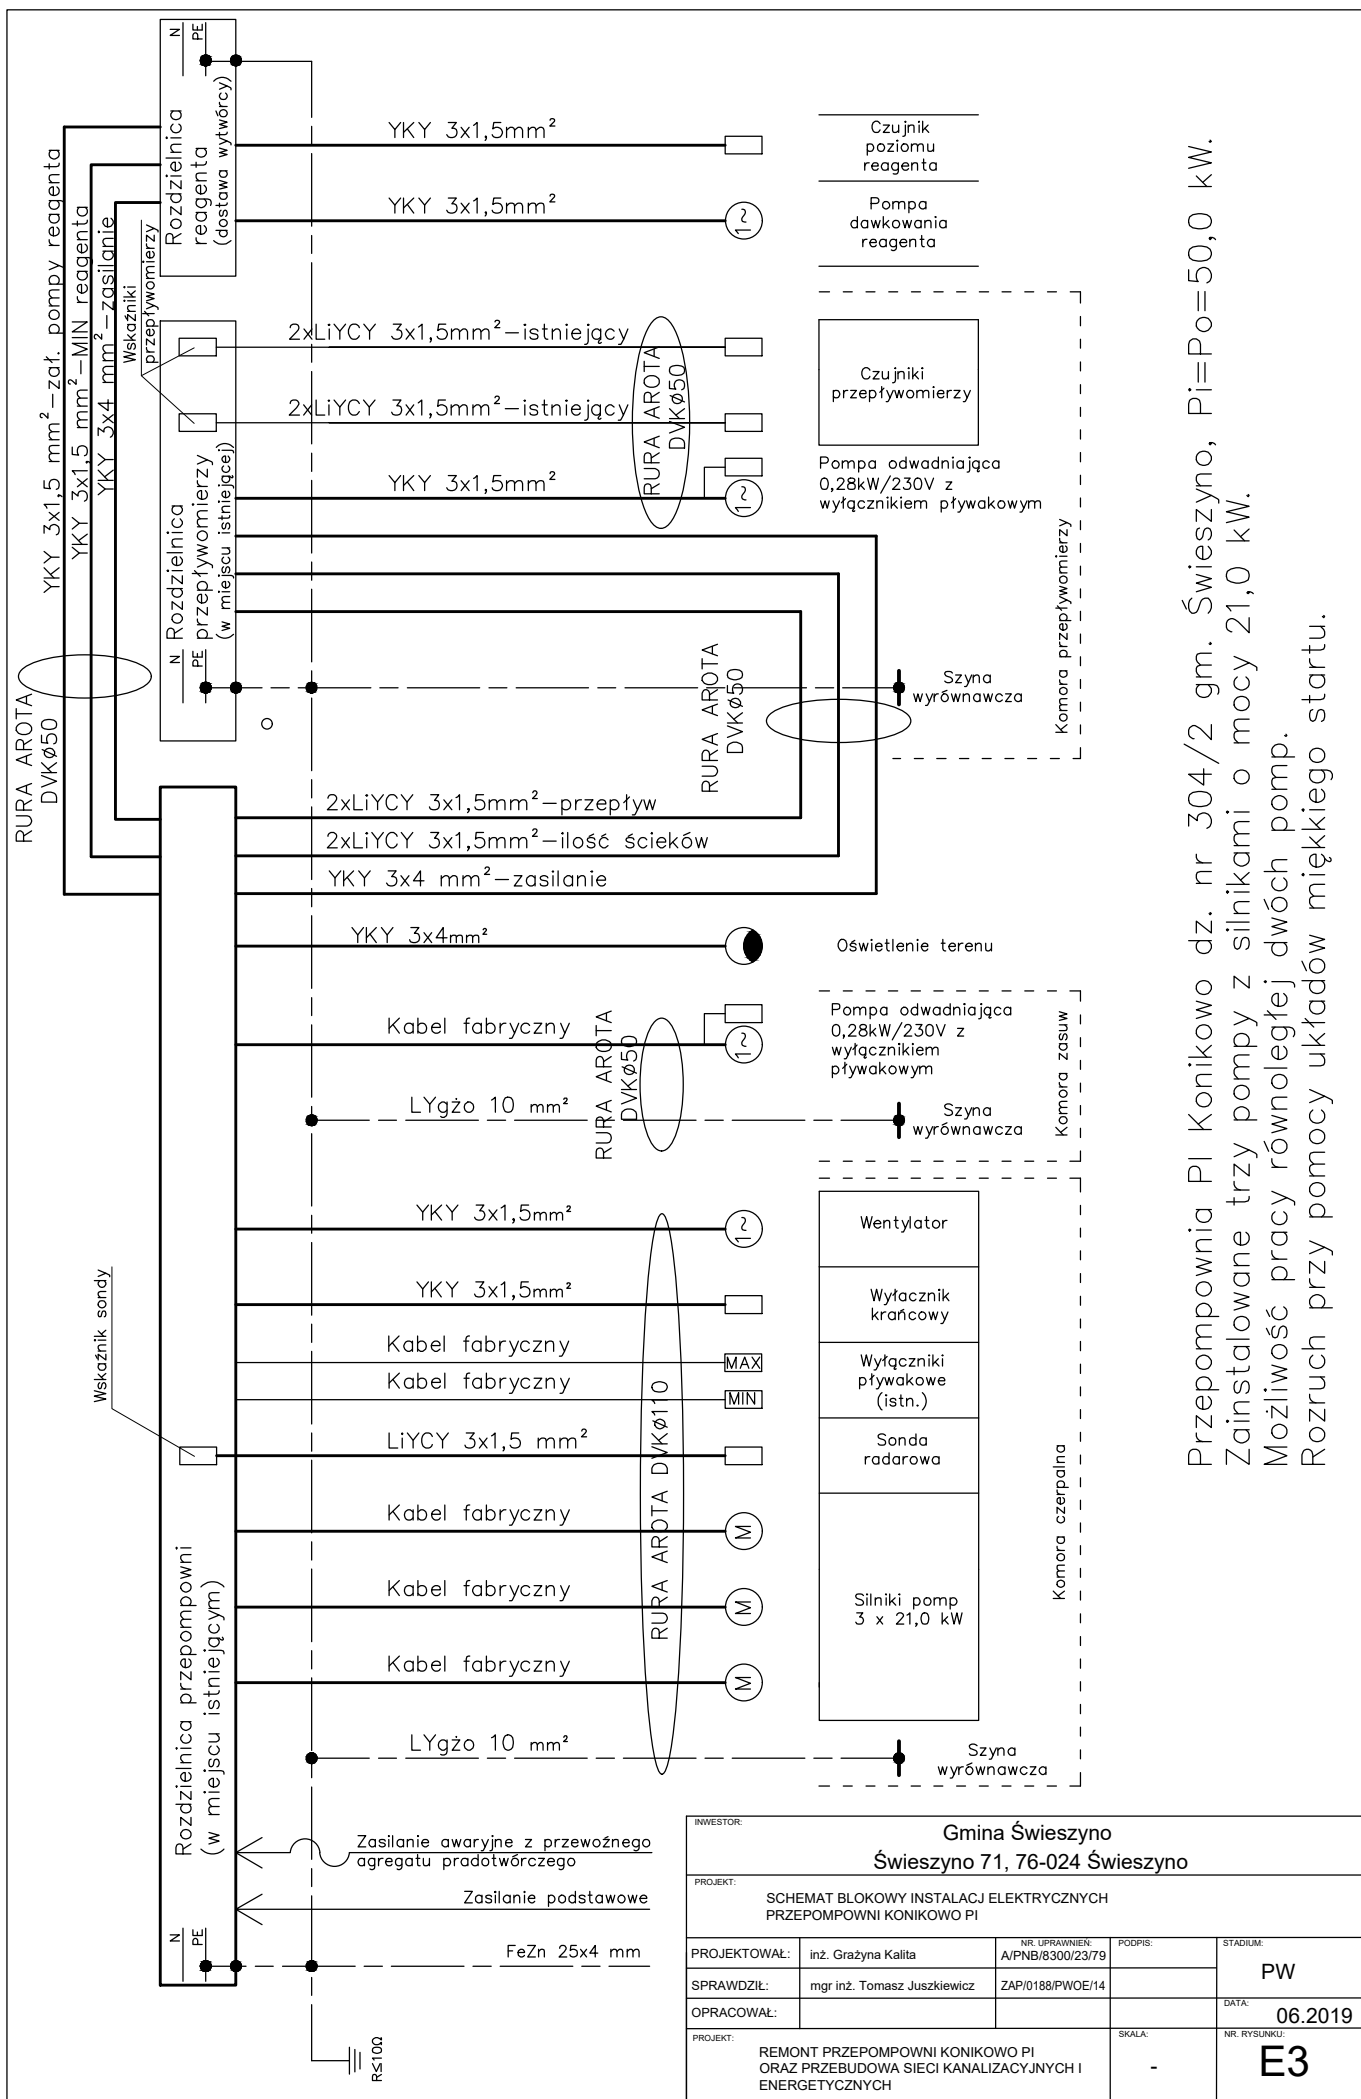 N
PE
Rozdzielnica
reagenta
(dostawa wytwórcy)
YKY 3x1,5mm²
YKY 3x1,5mm²
1~
Czujnik
poziomu
reagenta
Pompa
dawkowania
reagenta
YKY 3x1,5 mm²-zał. pompy reagenta
YKY 3x1,5 mm²-MIN reagenta
YKY 3x4 mm²-zasilanie
Wskaźniki
przepływomierzy
RURA AROTA
DVKø50
2xLiYCY 3x1,5mm²-istniejący
2xLiYCY 3x1,5mm²-istniejący
YKY 3x1,5mm²
RURA AROTA
DVKø50
1~
Czujniki
przepływomierzy
Pompa odwadniająca
0,28kW/230V z
wyłącznikiem pływakowym
Komora przepływomierzy
Rozdzielnica
przepływomierzy
(w miejscu istniejącej)
N
PE
Szyna
wyrównawcza
RURA AROTA
DVKø50
2xLiYCY 3x1,5mm²-przepływ
2xLiYCY 3x1,5mm²-ilość ścieków
YKY 3x4 mm²-zasilanie
YKY 3x4mm²
Oświetlenie terenu
Kabel fabryczny
1~
RURA AROTA
DVKø50
Pompa odwadniająca
0,28kW/230V z
wyłącznikiem
pływakowym
Komora zasuw
LYgżo 10 mm²
Szyna
wyrównawcza
YKY 3x1,5mm²
1~
Wentylator
YKY 3x1,5mm²
Wyłacznik
krańcowy
Kabel fabryczny
MAX
Kabel fabryczny
MIN
Wyłączniki
pływakowe
(istn.)
Wskaźnik sondy
LiYCY 3x1,5 mm²
Sonda
radarowa
RURA AROTA DVKø110
Kabel fabryczny
M
Kabel fabryczny
M
Kabel fabryczny
M
Silniki pomp
3 x 21,0 kW
Komora czerpalna
LYgżo 10 mm²
Szyna
wyrównawcza
Rozdzielnica przepompowni
(w miejscu istniejącym)
Zasilanie awaryjne z przewoźnego
agregatu pradotwórczego
Zasilanie podstawowe
N
PE
FeZn 25x4 mm
R≤10Ω
Przepompownia PI Konikowo dz. nr 304/2 gm. Świeszyno, Pi=Po=50,0 kW.
Zainstalowane trzy pompy z silnikami o mocy 21,0 kW.
Możliwość pracy równoległej dwóch pomp.
Rozruch przy pomocy układów miękkiego startu.
INWESTOR:
Gmina Świeszyno
Świeszyno 71, 76-024 Świeszyno
PROJEKT:
SCHEMAT BLOKOWY INSTALACJ ELEKTRYCZNYCH
PRZEPOMPOWNI KONIKOWO PI
PROJEKTOWAŁ: inż. Grażyna Kalita NR. UPRAWNIEŃ: A/PNB/8300/23/79 PODPIS:
STADIUM:
PW
SPRAWDZIŁ: mgr inż. Tomasz Juszkiewicz ZAP/0188/PWOE/14
OPRACOWAŁ:
DATA: 06.2019
PROJEKT:
REMONT PRZEPOMPOWNI KONIKOWO PI
ORAZ PRZEBUDOWA SIECI KANALIZACYJNYCH I
ENERGETYCZNYCH
SKALA:
-
NR. RYSUNKU:
E3